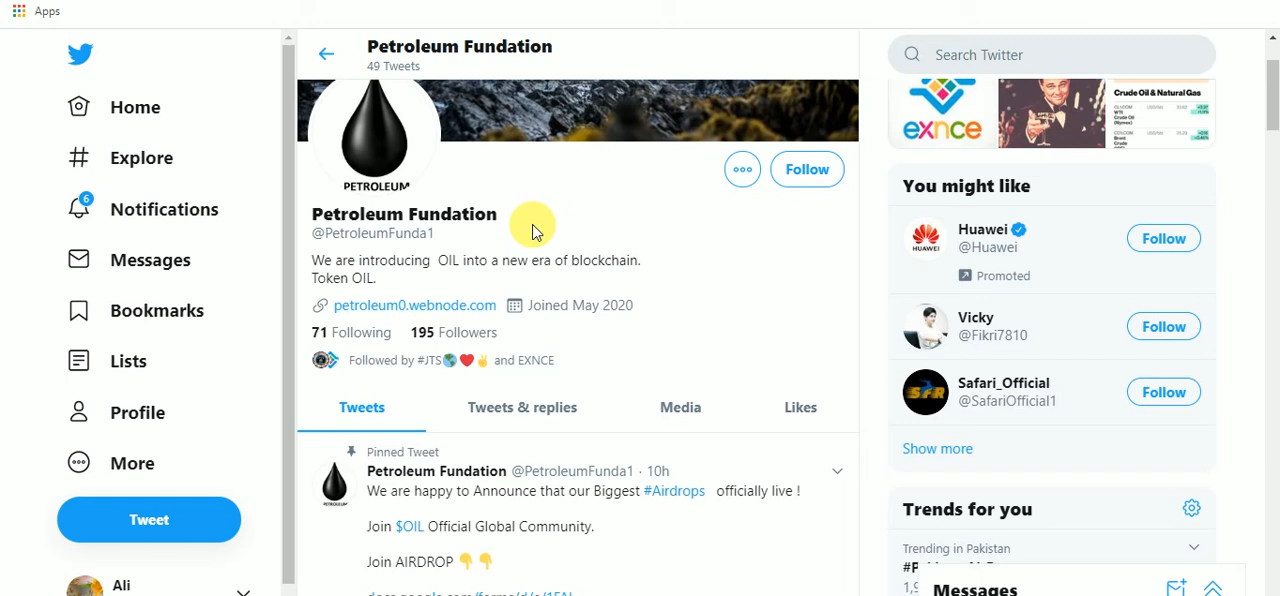 Apps
Home
Explore
6
Notifications
Messages
Bookmarks
Lists
Profile
More
Tweet
Ali
Petroleum Fundation
49 Tweets
PETROLEUM
Follow
Petroleum Fundation
@PetroleumFunda1
We are introducing OIL into a new era of blockchain.
Token OIL.
petroleum0.webnode.com Joined May 2020
71 Following 195 Followers
Followed by #JTS🌎❤️✌️ and EXNCE
Tweets Tweets & replies Media Likes
Pinned Tweet
Petroleum Fundation @PetroleumFunda1 · 10h
We are happy to Announce that our Biggest #Airdrops officially live !
Join $OIL Official Global Community.
Join AIRDROP 👇👇
Search Twitter
exnce
Crude Oil & Natural Gas
You might like
HUAWEI
Huawei
@Huawei
Promoted
Follow
Vicky
@Fikri7810
Follow
SFR
Safari_Official
@SafariOfficial1
Follow
Show more
Trends for you
Trending in Pakistan
Messages